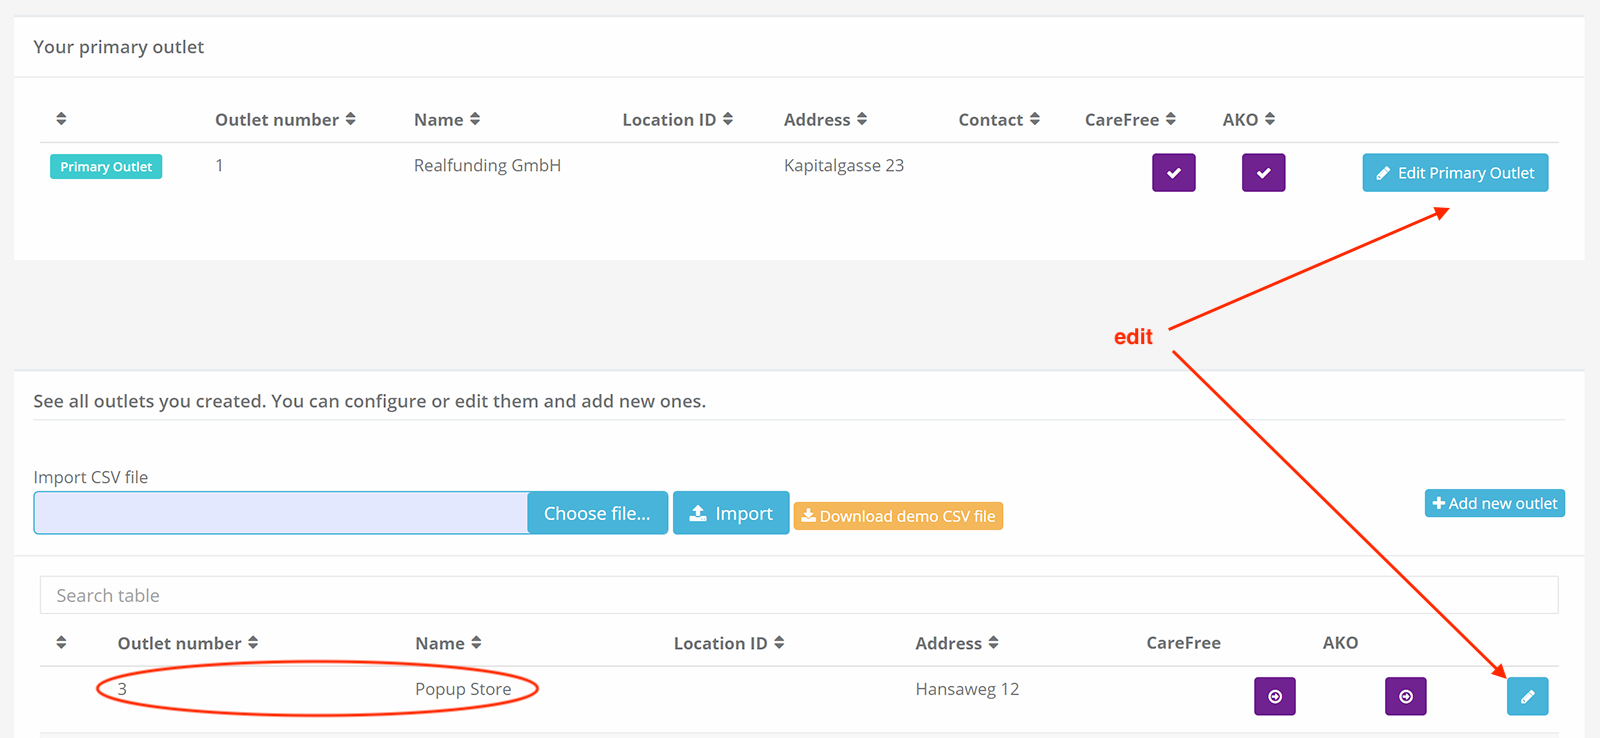 Your primary outlet
Outlet number Name Location ID Address Contact CareFree AKO
Primary Outlet 1 Realfunding GmbH Kapitalgasse 23 Edit Primary Outlet
edit
See all outlets you created. You can configure or edit them and add new ones.
Import CSV file
Choose file... Import Download demo CSV file Add new outlet
Search table
Outlet number Name Location ID Address CareFree AKO
3 Popup Store Hansaweg 12